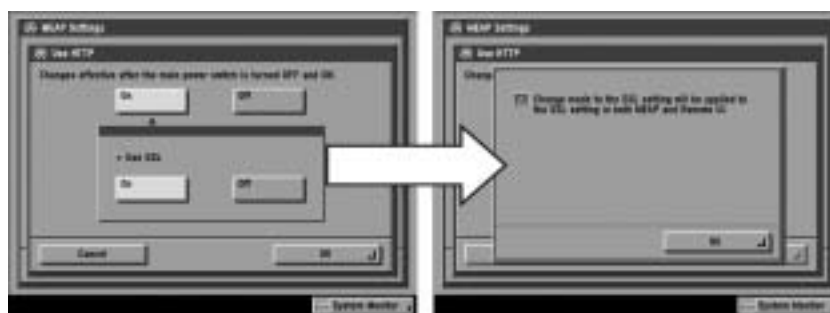 MEAP Settings
Use HTTP
Changes effective after the main power switch is turned OFF and ON.
On
Off
Use SSL
On
Off
Cancel
OK
System Monitor
MEAP Settings
Use HTTP
Chang
Change made to the SSL setting will be applied to
the SSL setting in both MEAP and Remote UI.
OK
System Monitor